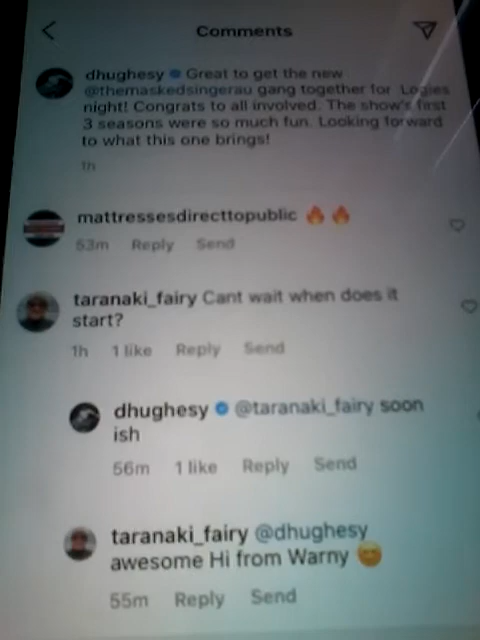 Comments
dhughesy Great to get the new
@themaskedsingerau gang together for Logies
night! Congrats to all involved. The show's first
3 seasons were so much fun. Looking forward
to what this one brings!
1h
mattressesdirecttopublic 🔥🔥
53m Reply Send
taranaki_fairy Cant wait when does it
start?
1h 1 like Reply Send
dhughesy @taranaki_fairy soon
ish
56m 1 like Reply Send
taranaki_fairy @dhughesy
awesome Hi from Warny 😊
55m Reply Send